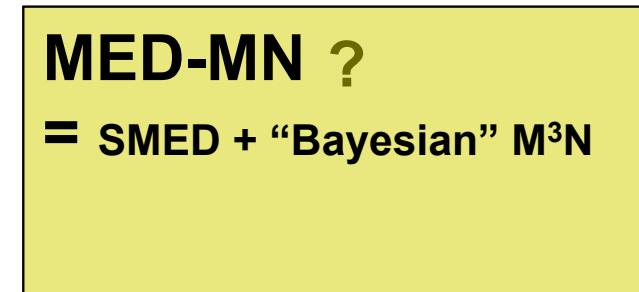 MED-MN ?
= SMED + “Bayesian” M³N